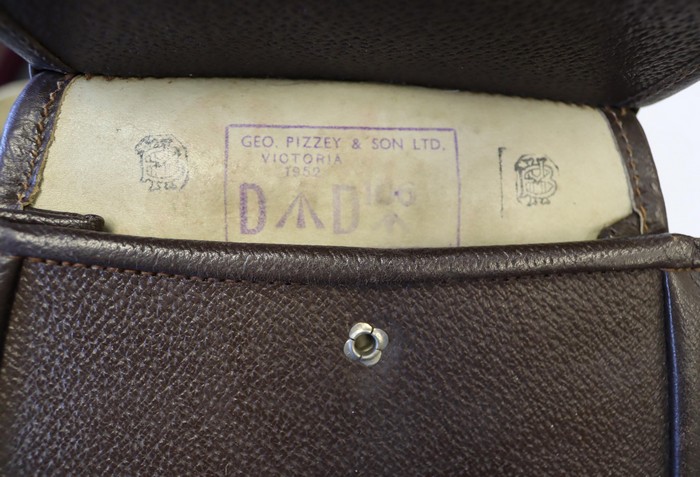 GEO. PIZZEY & SON LTD.
VICTORIA
1952
D D